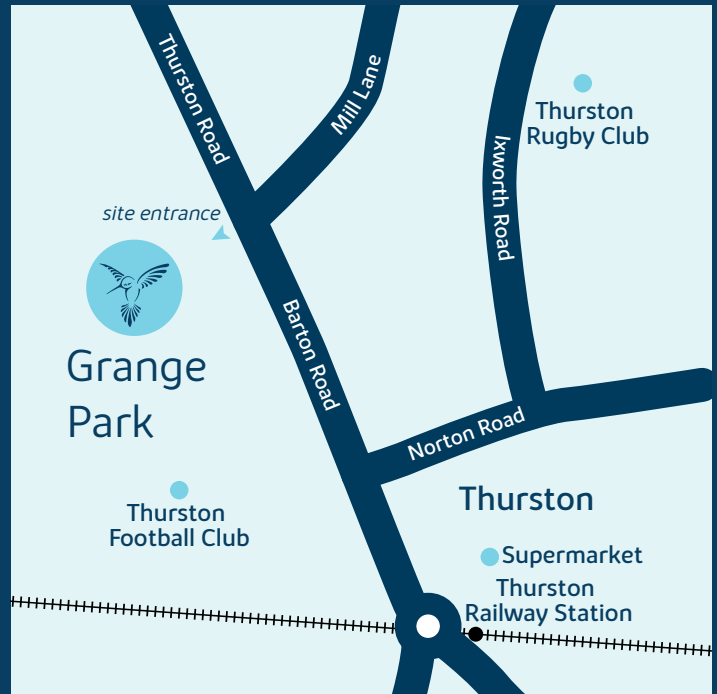 Thurston Road
Mill Lane
Ixworth Road
Thurston
Rugby Club
site entrance
Grange
Park
Barton Road
Norton Road
Thurston
Thurston
Football Club
Supermarket
Thurston
Railway Station